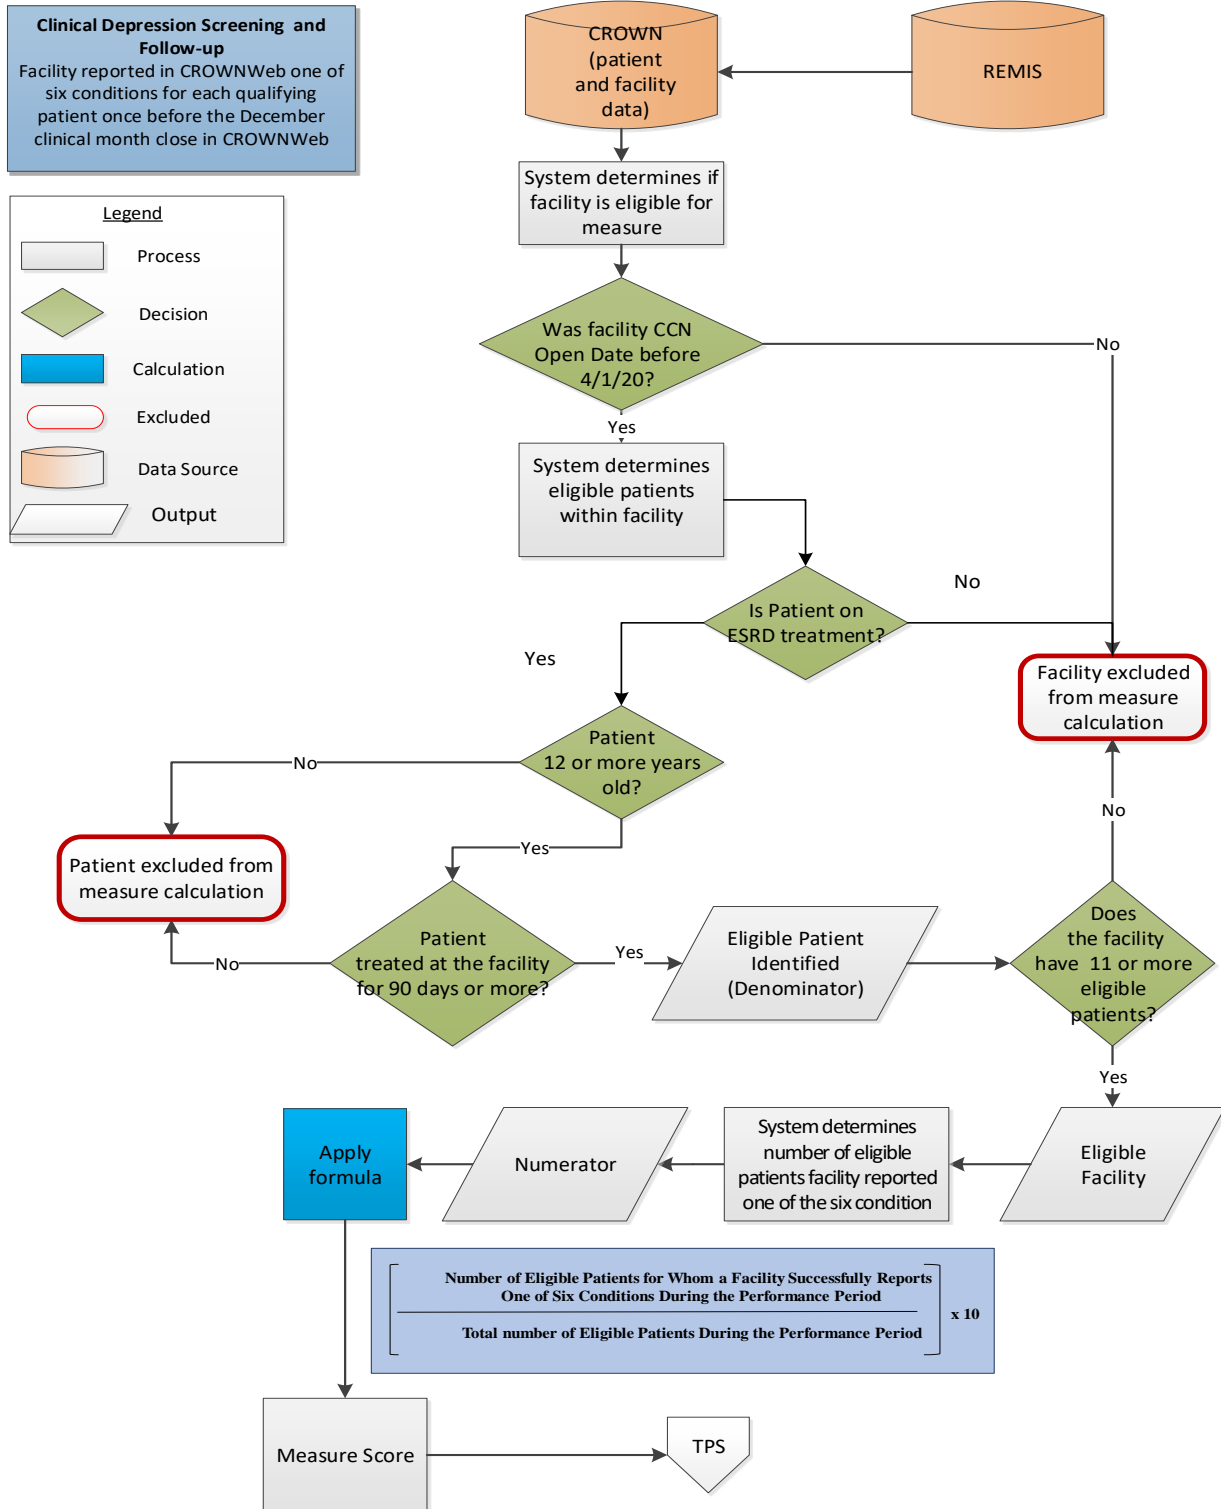 Clinical Depression Screening and
Follow-up
Facility reported in CROWNWeb one of
six conditions for each qualifying
patient once before the December
clinical month close in CROWNWeb
CROWN
(patient
and facility
data)
REMIS
System determines if
facility is eligible for
measure
Legend
Process
Decision
Calculation
Excluded
Data Source
Output
Was facility CCN
Open Date before
4/1/20?
No
Yes
System determines
eligible patients
within facility
Is Patient on
ESRD treatment?
No
Yes
Facility excluded
from measure
calculation
Patient
12 or more years
old?
No
Yes
No
Patient excluded from
measure calculation
Patient
treated at the facility
for 90 days or more?
No
Yes
Eligible Patient
Identified
(Denominator)
Does
the facility
have 11 or more
eligible
patients?
Yes
Apply
formula
Numerator
System determines
number of eligible
patients facility reported
one of the six condition
Eligible
Facility
Number of Eligible Patients for Whom a Facility Successfully Reports
One of Six Conditions During the Performance Period
x 10
Total number of Eligible Patients During the Performance Period
Measure Score
TPS